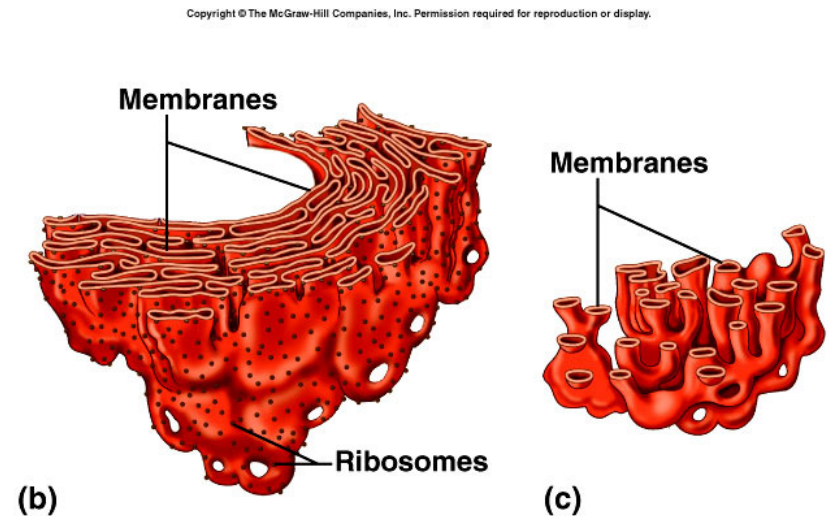 Copyright © The McGraw-Hill Companies, Inc. Permission required for reproduction or display.
Membranes
Membranes
Ribosomes
(b)
(c)